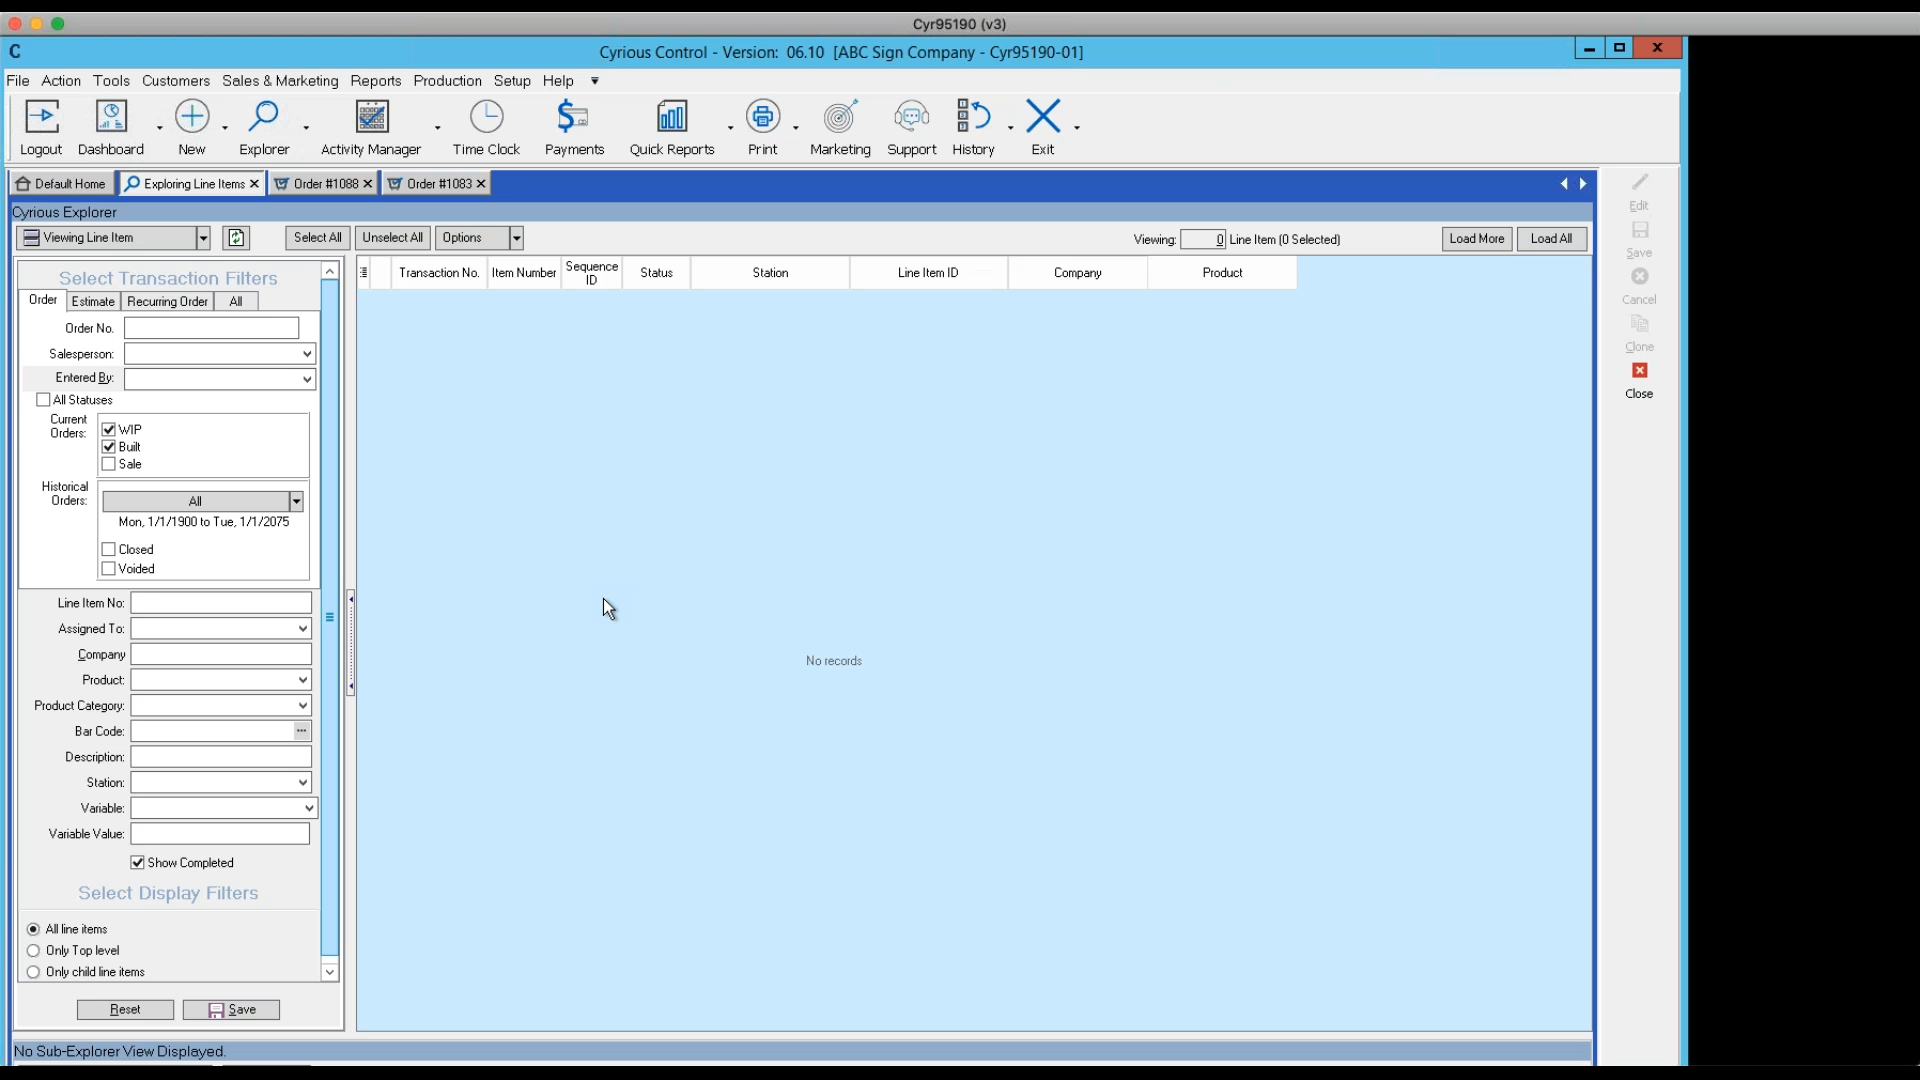 Cyr95190 (v3)
C
Cyrious Control - Version: 06.10 [ABC Sign Company - Cyr95190-01]
File Action Tools Customers Sales & Marketing Reports Production Setup Help
Logout Dashboard New Explorer Activity Manager Time Clock Payments Quick Reports Print Marketing Support History Exit
Default Home Exploring Line Items Order #1088 Order #1083
Cyrious Explorer
Viewing Line Item Select All Unselect All Options Viewing: 0 Line Item (0 Selected) Load More Load All
Select Transaction Filters
Order Estimate Recurring Order All
Order No.
Salesperson:
Entered By:
All Statuses
Current
Orders:
WIP
Built
Sale
Historical
Orders:
All
Mon, 1/1/1900 to Tue, 1/1/2075
Closed
Voided
Line Item No:
Assigned To:
Company
Product:
Product Category:
Bar Code: ...
Description:
Station:
Variable:
Variable Value:
Show Completed
Select Display Filters
All line items
Only Top level
Only child line items
Reset Save
Transaction No. Item Number Sequence ID Status Station Line Item ID Company Product
No records
Edit
Save
Cancel
Clone
Close
No Sub-Explorer View Displayed.